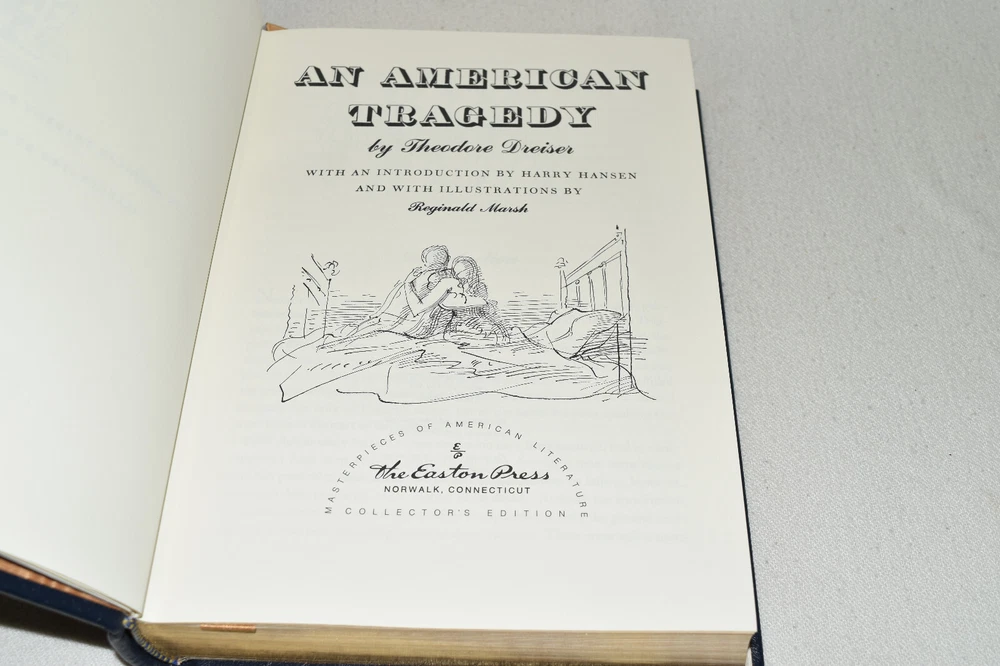 AN AMERICAN
TRAGEDY
by Theodore Dreiser
WITH AN INTRODUCTION BY HARRY HANSEN
AND WITH ILLUSTRATIONS BY
Reginald Marsh
MASTERPIECES OF AMERICAN LITERATURE
E
P
The Easton Press
NORWALK, CONNECTICUT
COLLECTOR'S EDITION